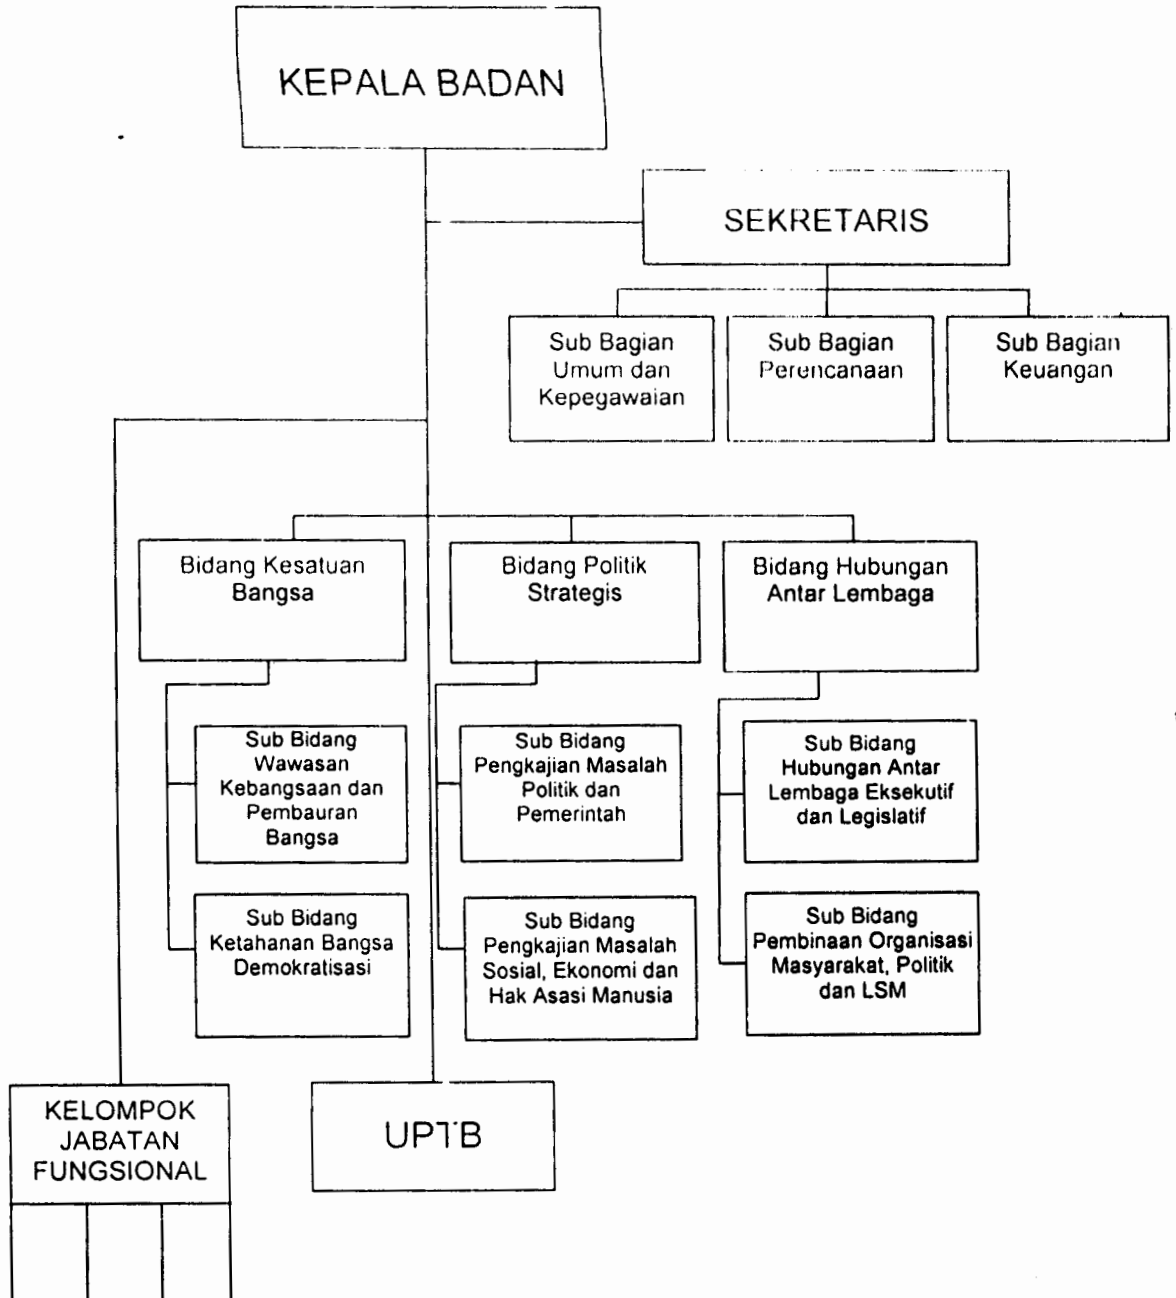 KEPALA BADAN
SEKRETARIS
Sub Bagian
Umum dan
Kepegawaian
Sub Bagian
Perencanaan
Sub Bagian
Keuangan
Bidang Kesatuan
Bangsa
Bidang Politik
Strategis
Bidang Hubungan
Antar Lembaga
Sub Bidang
Wawasan
Kebangsaan dan
Pembauran
Bangsa
Sub Bidang
Pengkajian Masalah
Politik dan
Pemerintah
Sub Bidang
Hubungan Antar
Lembaga Eksekutif
dan Legislatif
Sub Bidang
Ketahanan Bangsa
Demokratisasi
Sub Bidang
Pengkajian Masalah
Sosial, Ekonomi dan
Hak Asasi Manusia
Sub Bidang
Pembinaan Organisasi
Masyarakat, Politik
dan LSM
KELOMPOK
JABATAN
FUNGSIONAL
UPTB